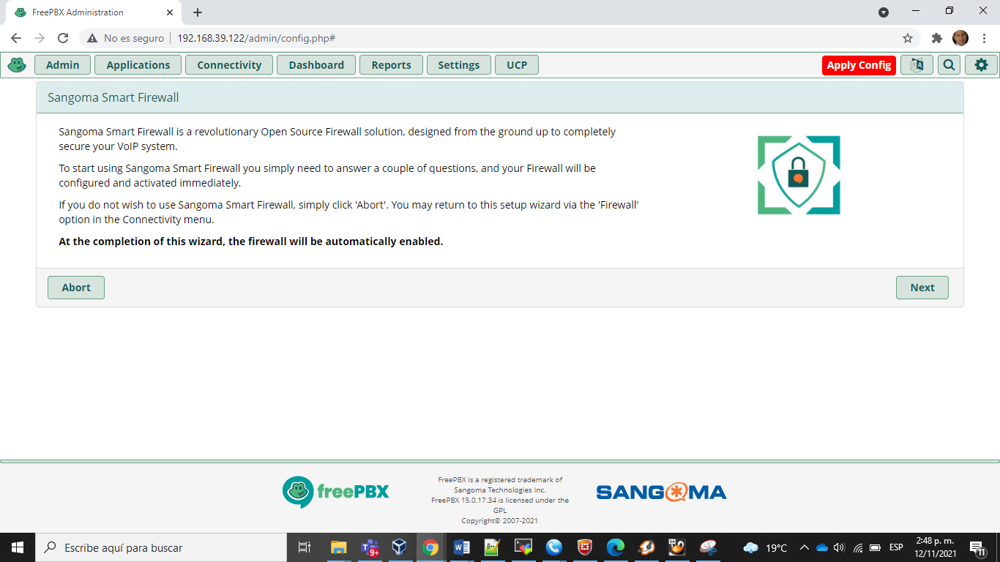 FreePBX Administration
No es seguro
192.168.39.122/admin/config.php#
Admin
Applications
Connectivity
Dashboard
Reports
Settings
UCP
Apply Config
Sangoma Smart Firewall
Sangoma Smart Firewall is a revolutionary Open Source Firewall solution, designed from the ground up to completely
secure your VoIP system.
To start using Sangoma Smart Firewall you simply need to answer a couple of questions, and your Firewall will be
configured and activated immediately.
If you do not wish to use Sangoma Smart Firewall, simply click 'Abort'. You may return to this setup wizard via the 'Firewall'
option in the Connectivity menu.
At the completion of this wizard, the firewall will be automatically enabled.
Abort
Next
freePBX
FreePBX is a registered trademark of
Sangoma Technologies Inc.
FreePBX 15.0.17.34 is licensed under the
GPL
Copyright© 2007-2021
SANGOMA
Escribe aquí para buscar
9+
19°C
ESP
2:48 p. m.
12/11/2021
11